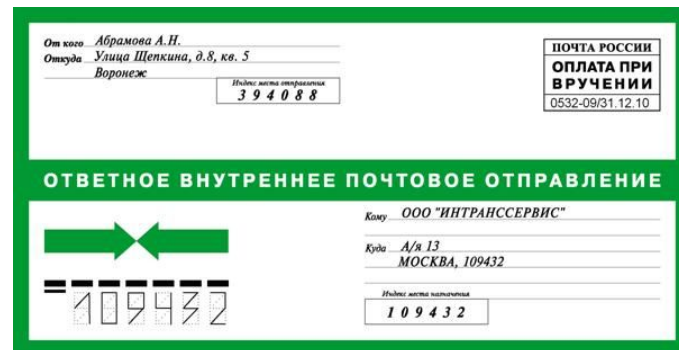 От кого Абрамова А.Н.
Откуда Улица Щепкина, д.8, кв. 5
Воронеж
Индекс места отправления
394088
ПОЧТА РОССИИ
ОПЛАТА ПРИ
ВРУЧЕНИИ
0532-09/31.12.10
ОТВЕТНОЕ ВНУТРЕННЕЕ ПОЧТОВОЕ ОТПРАВЛЕНИЕ
Кому ООО "ИНТРАНССЕРВИС"
Куда А/я 13
МОСКВА, 109432
Индекс места назначения
109432
109432